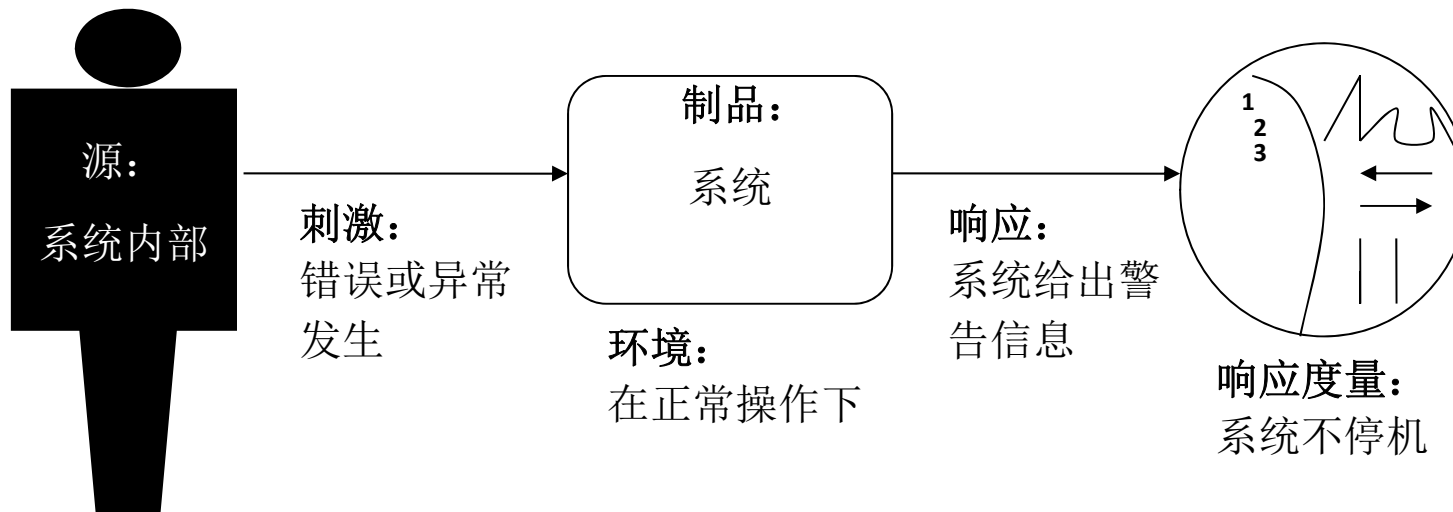 源：
系统内部
刺激：
错误或异常
发生
制品：
系统
环境：
在正常操作下
响应：
系统给出警
告信息
1
2
3
响应度量：
系统不停机